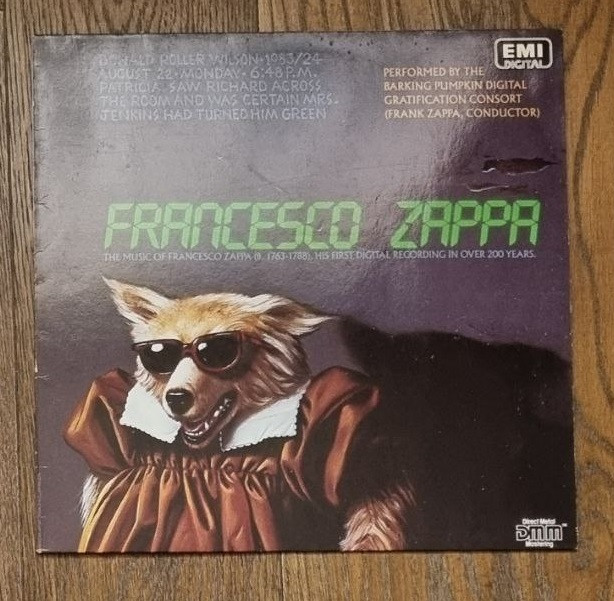 DONALD ROLLER WILSON • 1983/24
AUGUST 22 • MONDAY • 6:48 P.M.
PATRICIA SAW RICHARD ACROSS
THE ROOM AND WAS CERTAIN MRS.
JENKINS HAD TURNED HIM GREEN
EMI
DIGITAL
PERFORMED BY THE
BARKING PUMPKIN DIGITAL
GRATIFICATION CONSORT
(FRANK ZAPPA, CONDUCTOR)
FRANCESCO ZAPPA
THE MUSIC OF FRANCESCO ZAPPA (fl. 1763-1788), HIS FIRST DIGITAL RECORDING IN OVER 200 YEARS.
Direct Metal
DMM™
Mastering